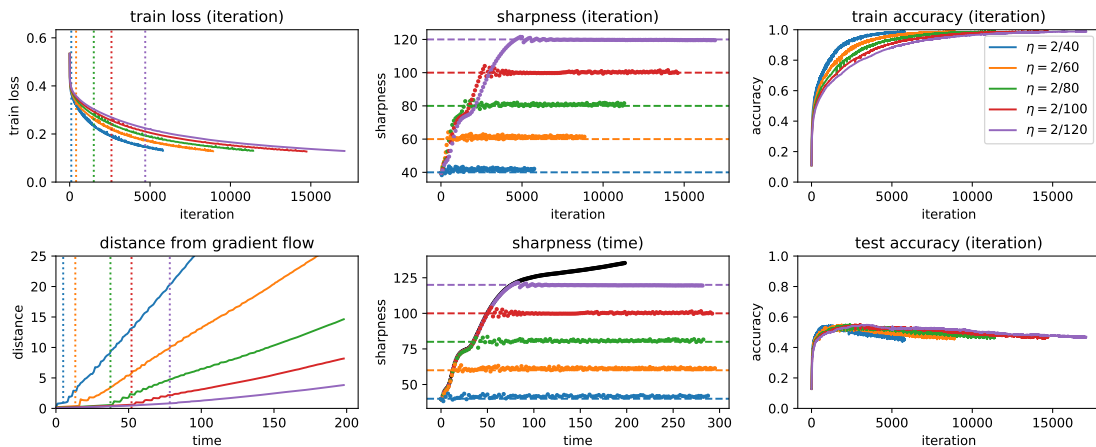 train loss (iteration)
train loss
0.6
0.4
0.2
0.0
0 5000 10000 15000
iteration
sharpness (iteration)
sharpness
120
100
80
60
40
0 5000 10000 15000
iteration
train accuracy (iteration)
accuracy
1.0
0.8
0.6
0.4
0.2
0.0
η = 2/40
η = 2/60
η = 2/80
η = 2/100
η = 2/120
0 5000 10000 15000
iteration
distance from gradient flow
distance
25
20
15
10
5
0
0 50 100 150 200
time
sharpness (time)
sharpness
125
100
75
50
0 50 100 150 200 250 300
time
test accuracy (iteration)
accuracy
1.0
0.8
0.6
0.4
0.2
0.0
0 5000 10000 15000
iteration